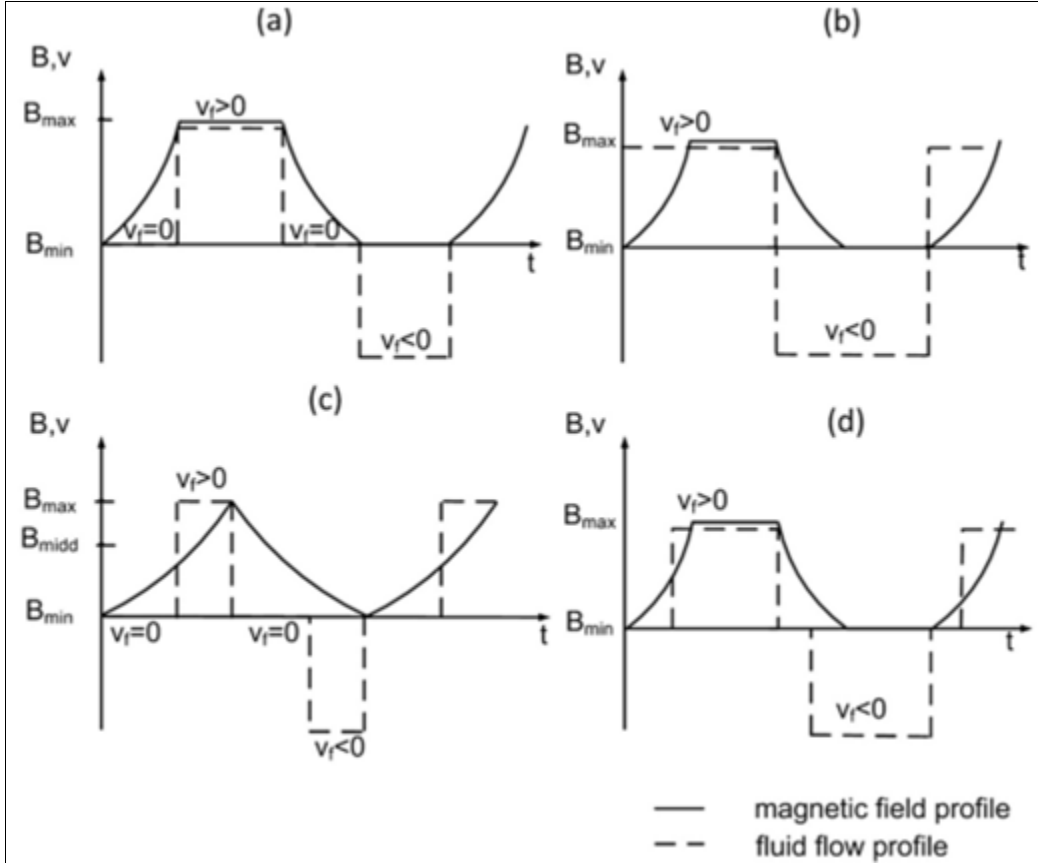 (a)
B,v
Bmax
vf>0
vf=0
vf=0
Bmin
t
vf<0
(b)
B,v
vf>0
Bmax
Bmin
t
vf<0
(c)
B,v
vf>0
Bmax
Bmidd
Bmin
vf=0
vf=0
t
vf<0
(d)
B,v
vf>0
Bmax
Bmin
t
vf<0
magnetic field profile
fluid flow profile